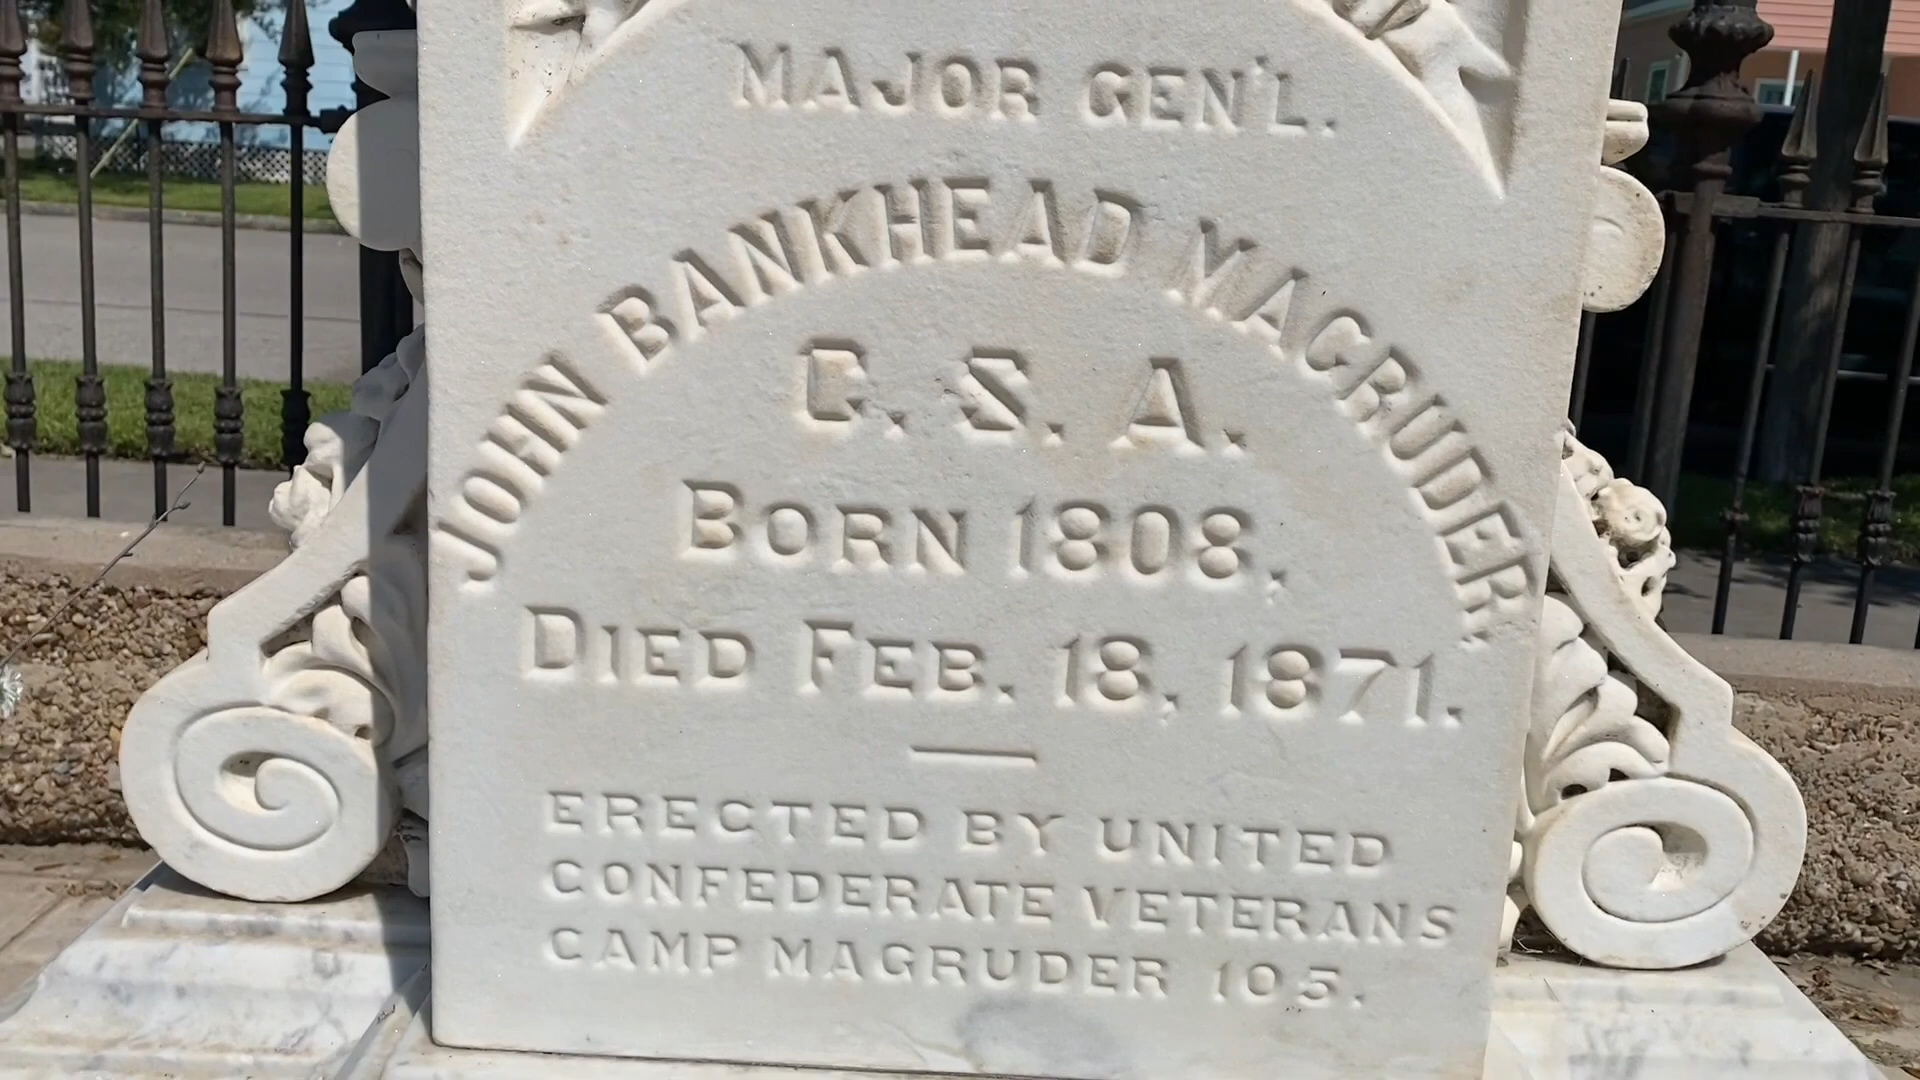 MAJOR GEN'L.
JOHN BANKHEAD MAGRUDER,
C. S. A.
BORN 1808,
DIED FEB. 18, 1871.
ERECTED BY UNITED
CONFEDERATE VETERANS
CAMP MAGRUDER 105.